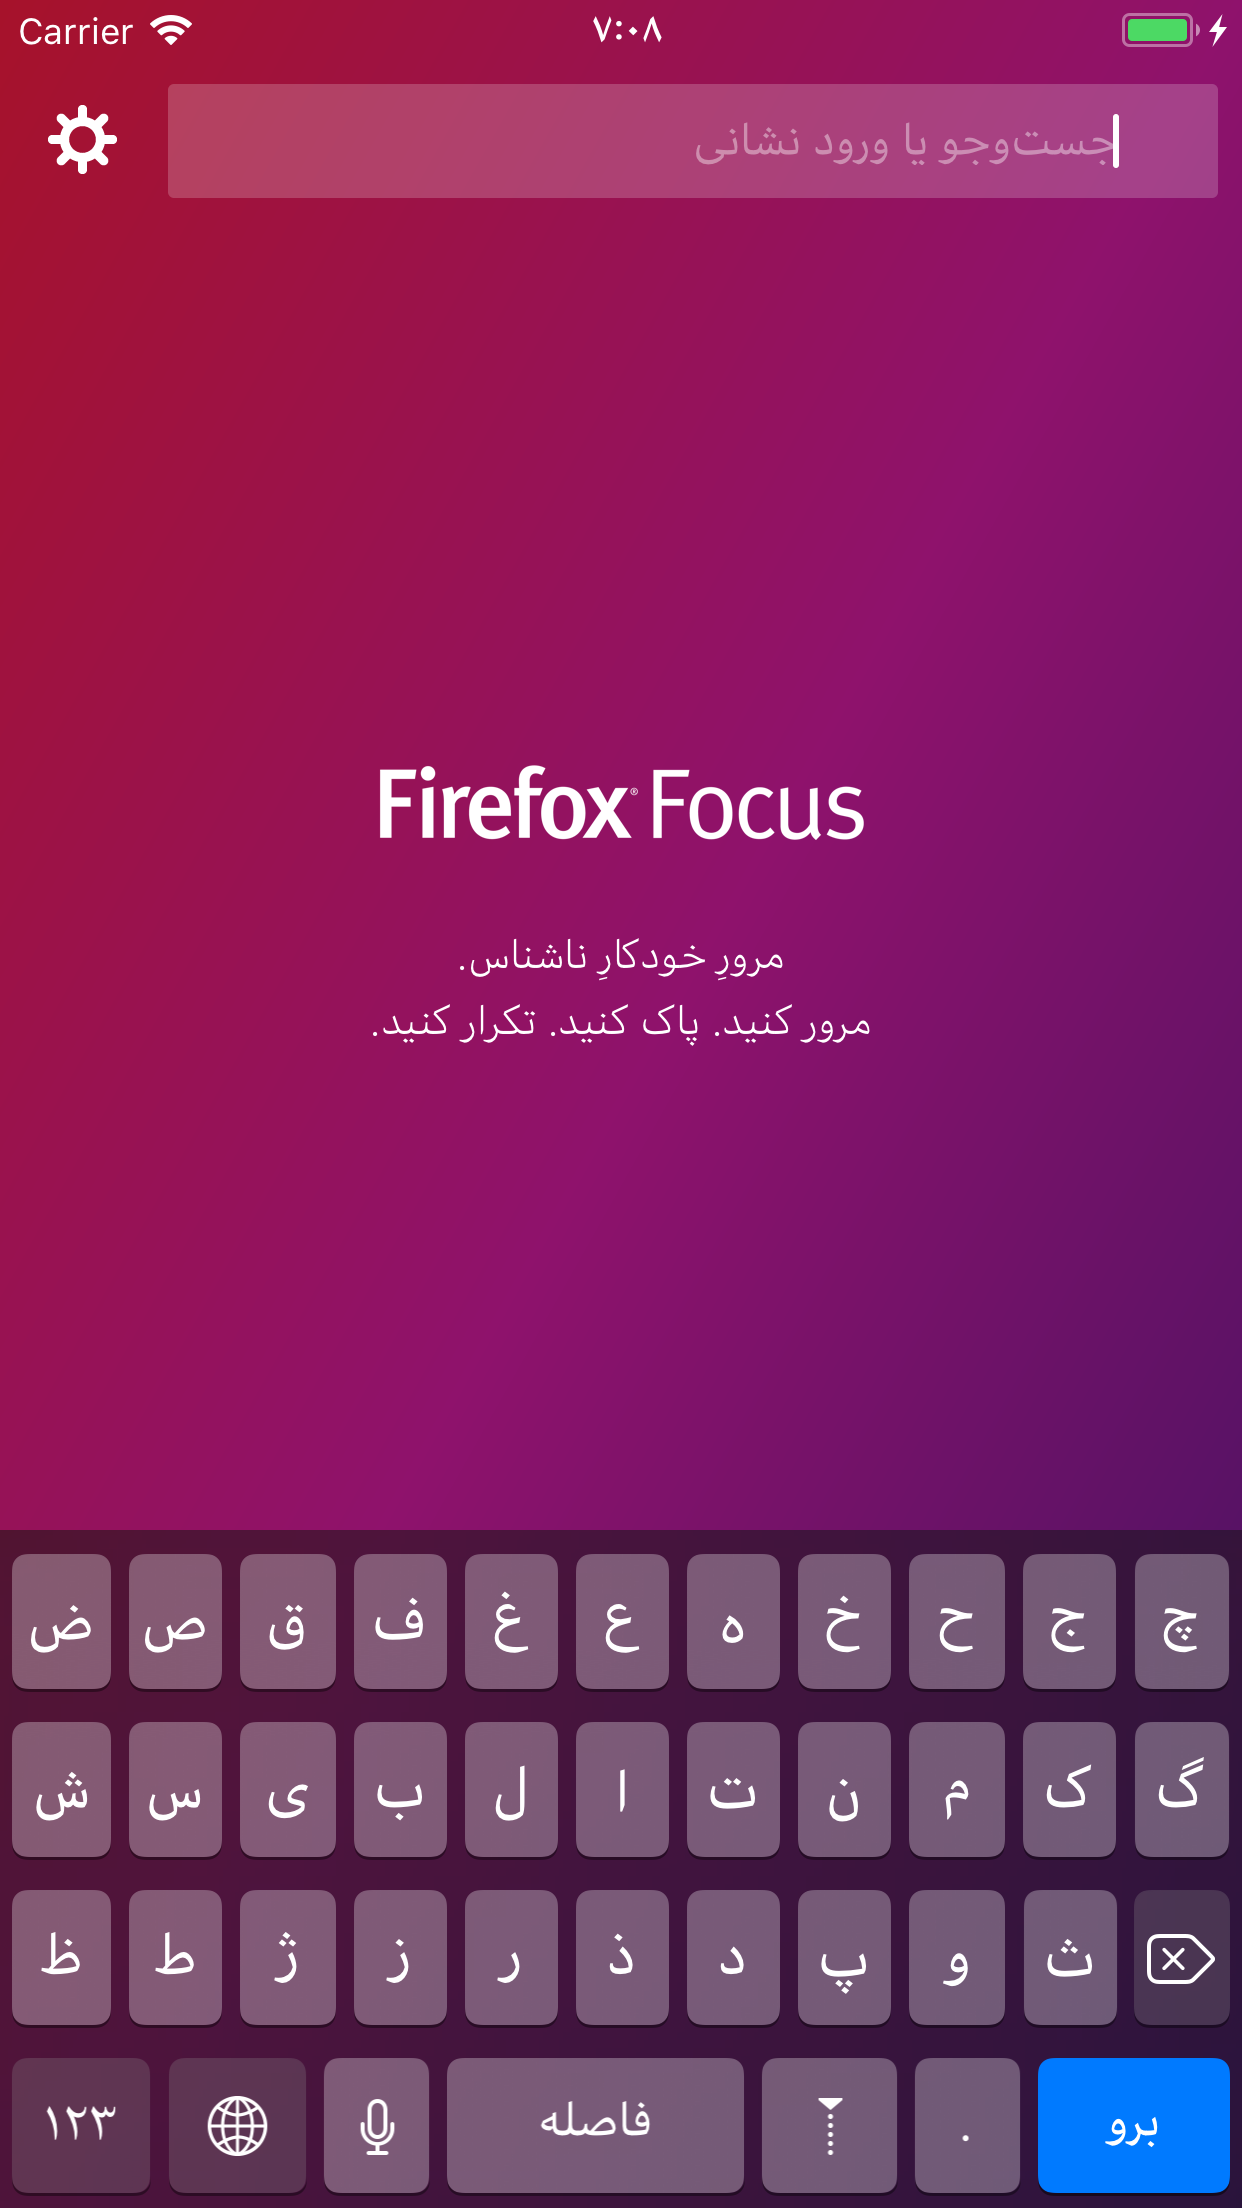 Carrier ۷:۰۸
جست‌وجو یا ورود نشانی
Firefox® Focus
مرورِ خودکارِ ناشناس.
مرور کنید. پاک کنید. تکرار کنید.
ض ص ق ف غ ع ه خ ح ج چ
ش س ی ب ل ا ت ن م ک گ
ظ ط ژ ز ر ذ د پ و ث
۱۲۳ فاصله . برو